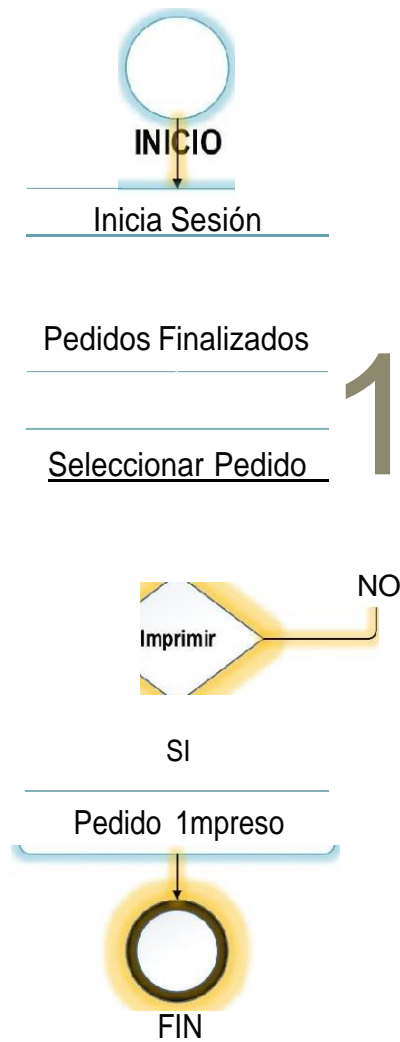 INICIO
Inicia Sesión
Pedidos Finalizados
1
Seleccionar Pedido
NO
Imprimir
SI
Pedido 1mpreso
FIN